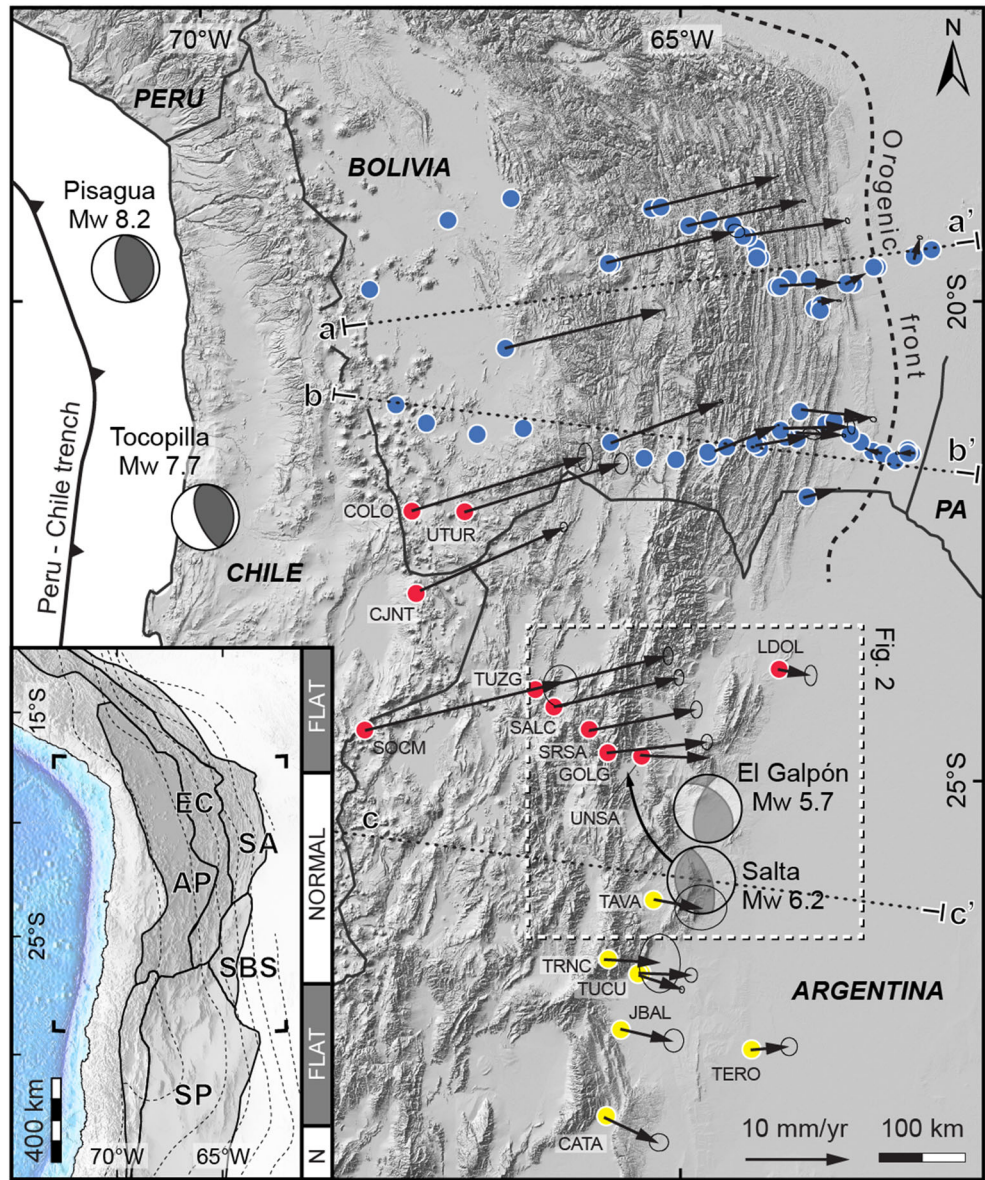 70°W
65°W
N
PERU
BOLIVIA
Pisagua
Mw 8.2
Orogenic
front
a'
20°S
a
b
Tocopilla
Mw 7.7
b'
PA
COLO
UTUR
Peru - Chile trench
CHILE
CJNT
Fig. 2
LDOL
TUZG
SALC
SOCM
SRSA
GOLG
25°S
El Galpón
Mw 5.7
UNSA
c
Salta
Mw 6.2
TAVA
c'
TRNC
TUCU
ARGENTINA
JBAL
TERO
CATA
10 mm/yr
100 km
FLAT
NORMAL
FLAT
N
15°S
EC
SA
AP
25°S
SBS
SP
400 km
70°W
65°W